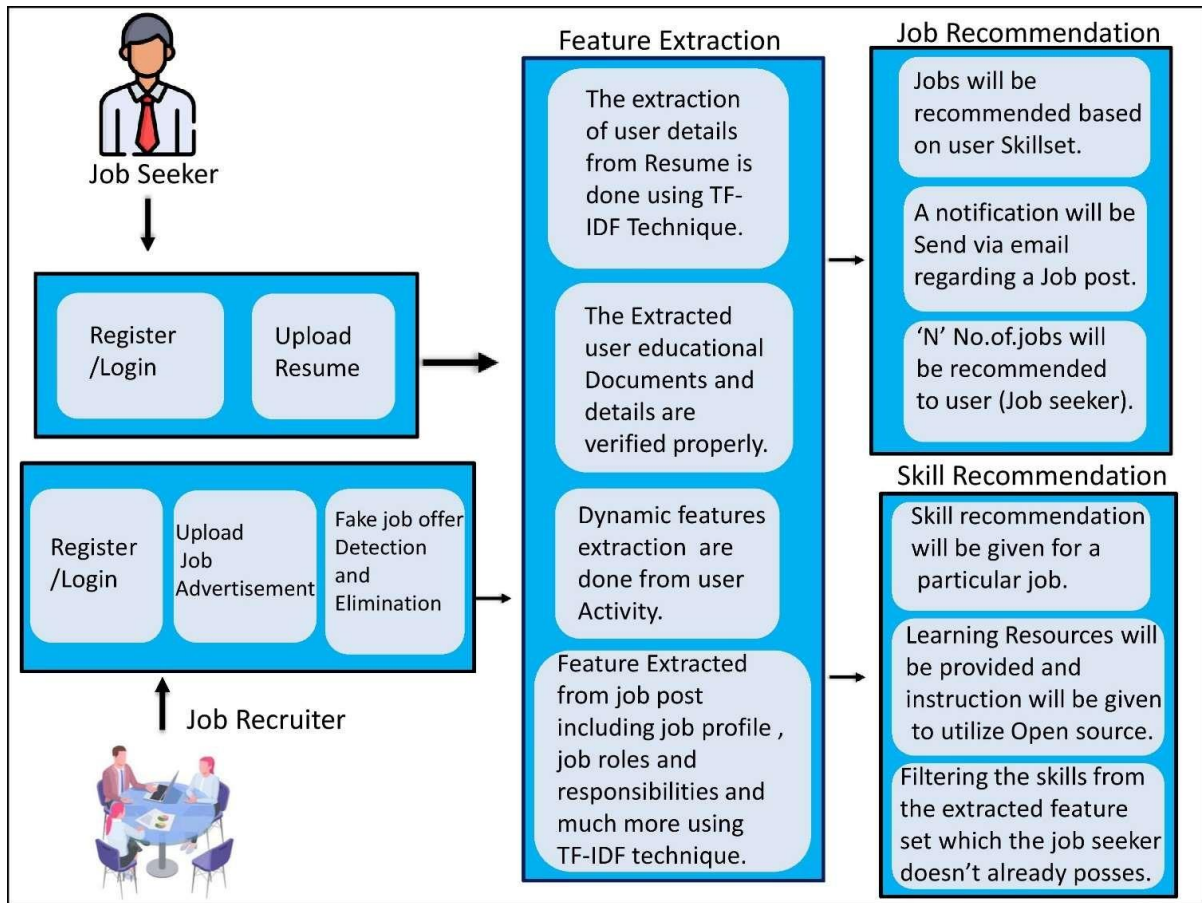 Job Seeker
Register
/Login
Upload
Resume
Register
/Login
Upload
Job
Advertisement
Fake job offer
Detection
and
Elimination
Job Recruiter
Feature Extraction
The extraction
of user details
from Resume is
done using TF-
IDF Technique.
The Extracted
user educational
Documents and
details are
verified properly.
Dynamic features
extraction are
done from user
Activity.
Feature Extracted
from job post
including job profile ,
job roles and
responsibilities and
much more using
TF-IDF technique.
Job Recommendation
Jobs will be
recommended based
on user Skillset.
A notification will be
Send via email
regarding a Job post.
‘N’ No.of.jobs will
be recommended
to user (Job seeker).
Skill Recommendation
Skill recommendation
will be given for a
particular job.
Learning Resources will
be provided and
instruction will be given
to utilize Open source.
Filtering the skills from
the extracted feature
set which the job seeker
doesn’t already posses.